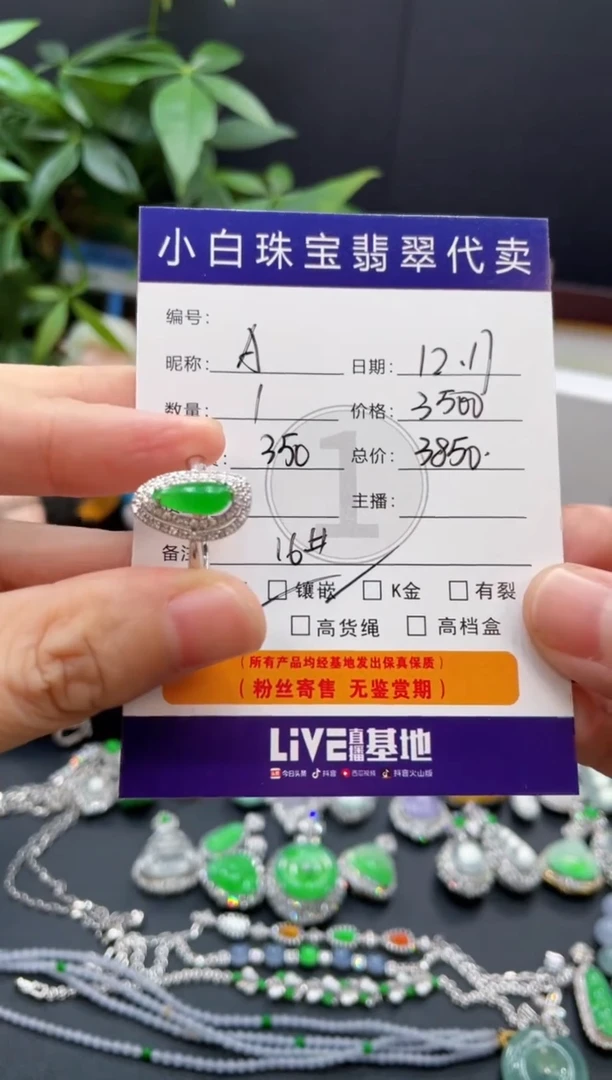 小白珠宝翡翠代卖
编号:
昵称: A 日期: 12.17
数量: 1 价格: 3500
350 总价: 3850.
主播:
备注 16#
镶嵌 K金 有裂
高货绳 高档盒
(所有产品均经基地发出保真保质)
(粉丝寄售 无鉴赏期)
LiVE直播基地
今日头条 抖音 西瓜视频 抖音火山版
1